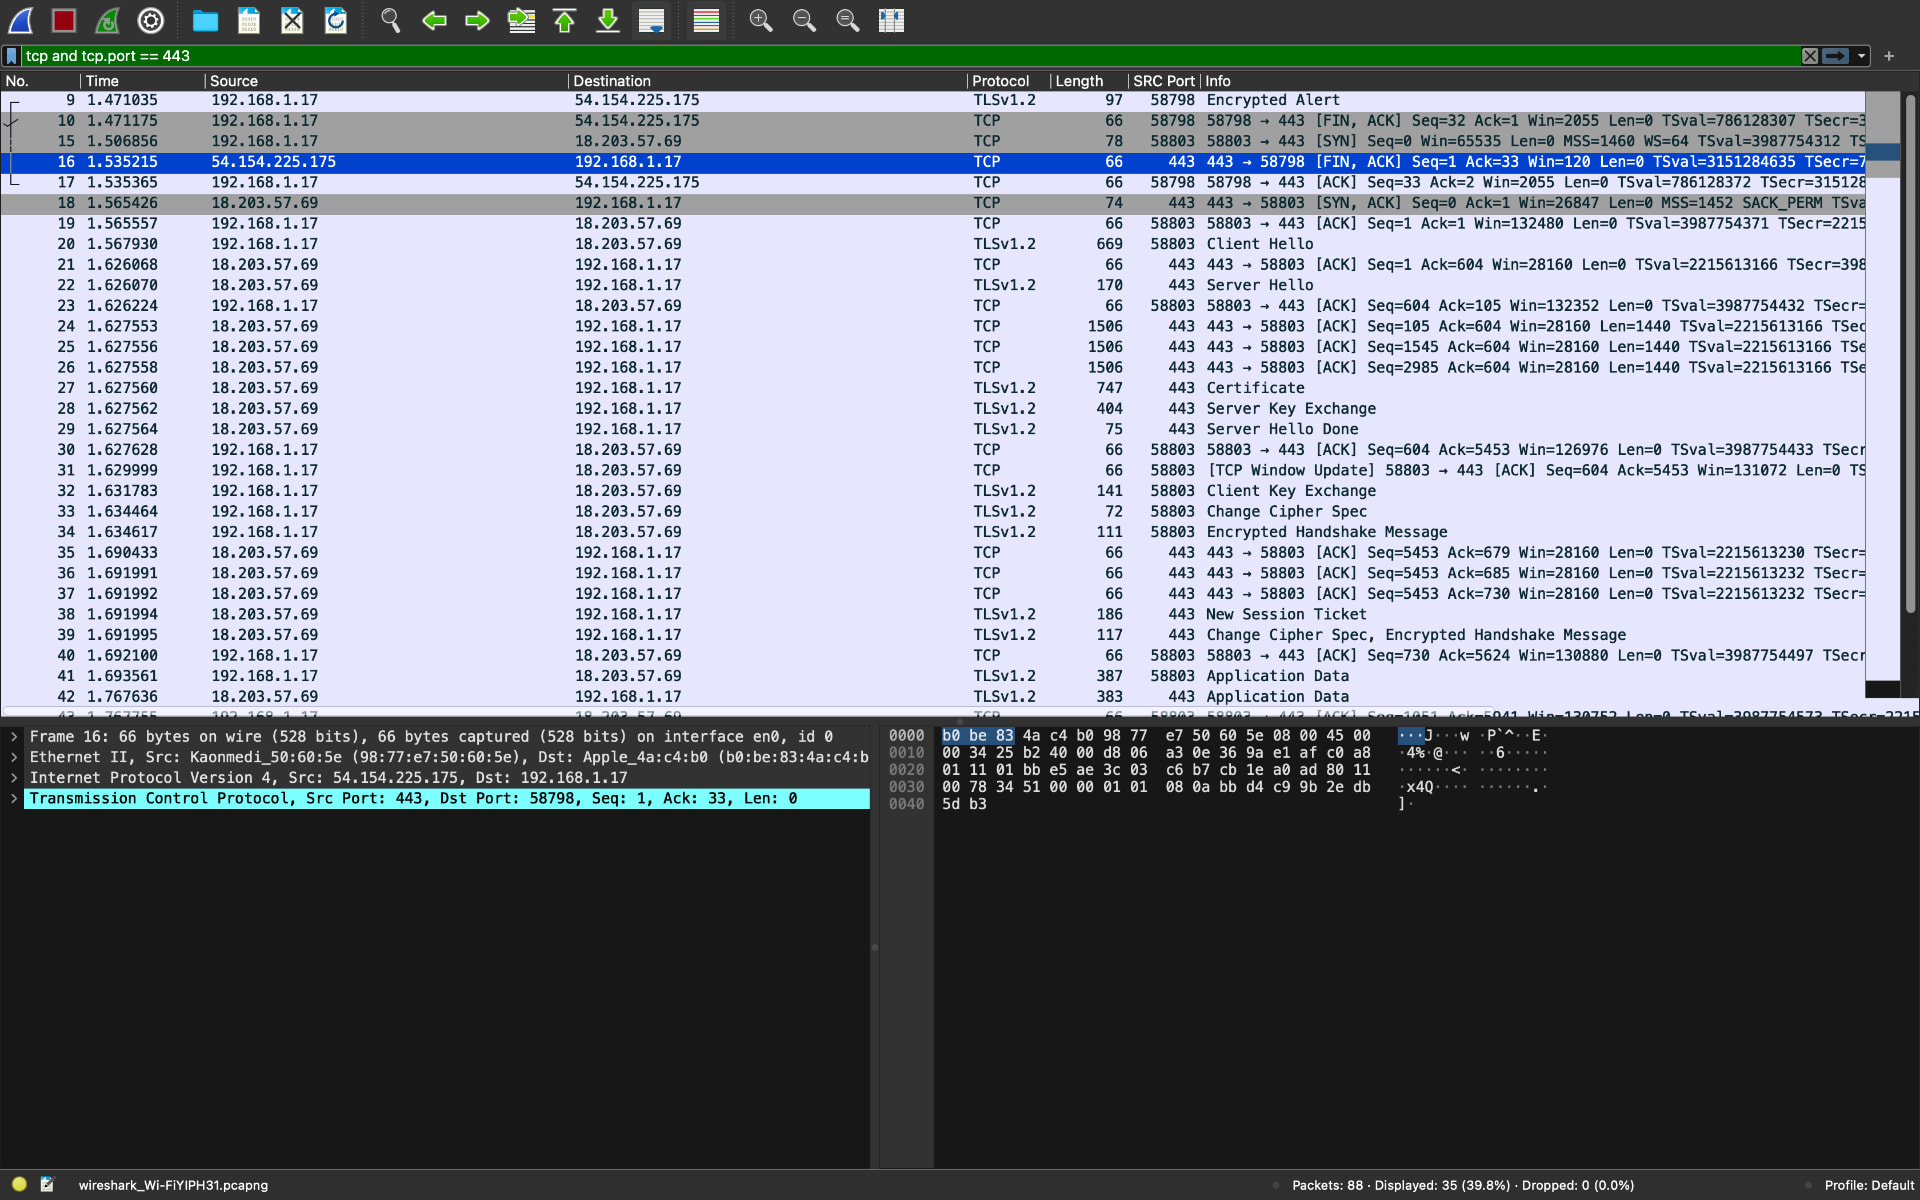 tcp and tcp.port == 443
No. Time Source Destination Protocol Length SRC Port Info
9 1.471035 192.168.1.17 54.154.225.175 TLSv1.2 97 58798 Encrypted Alert
10 1.471175 192.168.1.17 54.154.225.175 TCP 66 58798 58798 → 443 [FIN, ACK] Seq=32 Ack=1 Win=2055 Len=0 TSval=786128307 TSecr=3
15 1.506856 192.168.1.17 18.203.57.69 TCP 78 58803 58803 → 443 [SYN] Seq=0 Win=65535 Len=0 MSS=1460 WS=64 TSval=3987754312 TS
16 1.535215 54.154.225.175 192.168.1.17 TCP 66 443 443 → 58798 [FIN, ACK] Seq=1 Ack=33 Win=120 Len=0 TSval=3151284635 TSecr=7
17 1.535365 192.168.1.17 54.154.225.175 TCP 66 58798 58798 → 443 [ACK] Seq=33 Ack=2 Win=2055 Len=0 TSval=786128372 TSecr=315128
18 1.565426 18.203.57.69 192.168.1.17 TCP 74 443 443 → 58803 [SYN, ACK] Seq=0 Ack=1 Win=26847 Len=0 MSS=1452 SACK_PERM TSva
19 1.565557 192.168.1.17 18.203.57.69 TCP 66 58803 58803 → 443 [ACK] Seq=1 Ack=1 Win=132480 Len=0 TSval=3987754371 TSecr=2215
20 1.567930 192.168.1.17 18.203.57.69 TLSv1.2 669 58803 Client Hello
21 1.626068 18.203.57.69 192.168.1.17 TCP 66 443 443 → 58803 [ACK] Seq=1 Ack=604 Win=28160 Len=0 TSval=2215613166 TSecr=398
22 1.626070 18.203.57.69 192.168.1.17 TLSv1.2 170 443 Server Hello
23 1.626224 192.168.1.17 18.203.57.69 TCP 66 58803 58803 → 443 [ACK] Seq=604 Ack=105 Win=132352 Len=0 TSval=3987754432 TSecr=
24 1.627553 18.203.57.69 192.168.1.17 TCP 1506 443 443 → 58803 [ACK] Seq=105 Ack=604 Win=28160 Len=1440 TSval=2215613166 TSec
25 1.627556 18.203.57.69 192.168.1.17 TCP 1506 443 443 → 58803 [ACK] Seq=1545 Ack=604 Win=28160 Len=1440 TSval=2215613166 TSe
26 1.627558 18.203.57.69 192.168.1.17 TCP 1506 443 443 → 58803 [ACK] Seq=2985 Ack=604 Win=28160 Len=1440 TSval=2215613166 TSe
27 1.627560 18.203.57.69 192.168.1.17 TLSv1.2 747 443 Certificate
28 1.627562 18.203.57.69 192.168.1.17 TLSv1.2 404 443 Server Key Exchange
29 1.627564 18.203.57.69 192.168.1.17 TLSv1.2 75 443 Server Hello Done
30 1.627628 192.168.1.17 18.203.57.69 TCP 66 58803 58803 → 443 [ACK] Seq=604 Ack=5453 Win=126976 Len=0 TSval=3987754433 TSecr
31 1.629999 192.168.1.17 18.203.57.69 TCP 66 58803 [TCP Window Update] 58803 → 443 [ACK] Seq=604 Ack=5453 Win=131072 Len=0 TS
32 1.631783 192.168.1.17 18.203.57.69 TLSv1.2 141 58803 Client Key Exchange
33 1.634464 192.168.1.17 18.203.57.69 TLSv1.2 72 58803 Change Cipher Spec
34 1.634617 192.168.1.17 18.203.57.69 TLSv1.2 111 58803 Encrypted Handshake Message
35 1.690433 18.203.57.69 192.168.1.17 TCP 66 443 443 → 58803 [ACK] Seq=5453 Ack=679 Win=28160 Len=0 TSval=2215613230 TSecr=
36 1.691991 18.203.57.69 192.168.1.17 TCP 66 443 443 → 58803 [ACK] Seq=5453 Ack=685 Win=28160 Len=0 TSval=2215613232 TSecr=
37 1.691992 18.203.57.69 192.168.1.17 TCP 66 443 443 → 58803 [ACK] Seq=5453 Ack=730 Win=28160 Len=0 TSval=2215613232 TSecr=
38 1.691994 18.203.57.69 192.168.1.17 TLSv1.2 186 443 New Session Ticket
39 1.691995 18.203.57.69 192.168.1.17 TLSv1.2 117 443 Change Cipher Spec, Encrypted Handshake Message
40 1.692100 192.168.1.17 18.203.57.69 TCP 66 58803 58803 → 443 [ACK] Seq=730 Ack=5624 Win=130880 Len=0 TSval=3987754497 TSecr
41 1.693561 192.168.1.17 18.203.57.69 TLSv1.2 387 58803 Application Data
42 1.767636 18.203.57.69 192.168.1.17 TLSv1.2 383 443 Application Data
43 1.767755 192.168.1.17 18.203.57.69 TCP 66 58803 58803 → 443 [ACK] Seq=1051 Ack=5941 Win=130752 Len=0 TSval=3987754573 TSecr=2215
Frame 16: 66 bytes on wire (528 bits), 66 bytes captured (528 bits) on interface en0, id 0
Ethernet II, Src: Kaonmedi_50:60:5e (98:77:e7:50:60:5e), Dst: Apple_4a:c4:b0 (b0:be:83:4a:c4:b
Internet Protocol Version 4, Src: 54.154.225.175, Dst: 192.168.1.17
Transmission Control Protocol, Src Port: 443, Dst Port: 58798, Seq: 1, Ack: 33, Len: 0
0000 b0 be 83 4a c4 b0 98 77 e7 50 60 5e 08 00 45 00 ···J···w ·P`^··E·
0010 00 34 25 b2 40 00 d8 06 a3 0e 36 9a e1 af c0 a8 ·4%·@··· ··6·····
0020 01 11 01 bb e5 ae 3c 03 c6 b7 cb 1e a0 ad 80 11 ······<· ········
0030 00 78 34 51 00 00 01 01 08 0a bb d4 c9 9b 2e db ·x4Q···· ······.·
0040 5d b3 ]·
wireshark_Wi-FiYIPH31.pcapng
Packets: 88 · Displayed: 35 (39.8%) · Dropped: 0 (0.0%)
Profile: Default